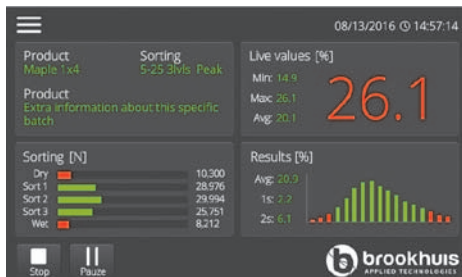 08/13/2016 14:57:14
Product Sorting
Maple 1x4 5-25 3lvls Peak
Product
Extra information about this specific
batch
Live values [%]
Min: 14.9
Max: 26.1
Avg: 20.1
26.1
Sorting [N]
Dry 10,300
Sort 1 28,976
Sort 2 29,994
Sort 3 25,751
Wet 8,212
Results [%]
Avg: 20.9
1s: 2.2
2s: 6.1
Stop Pauze
brookhuis
APPLIED TECHNOLOGIES